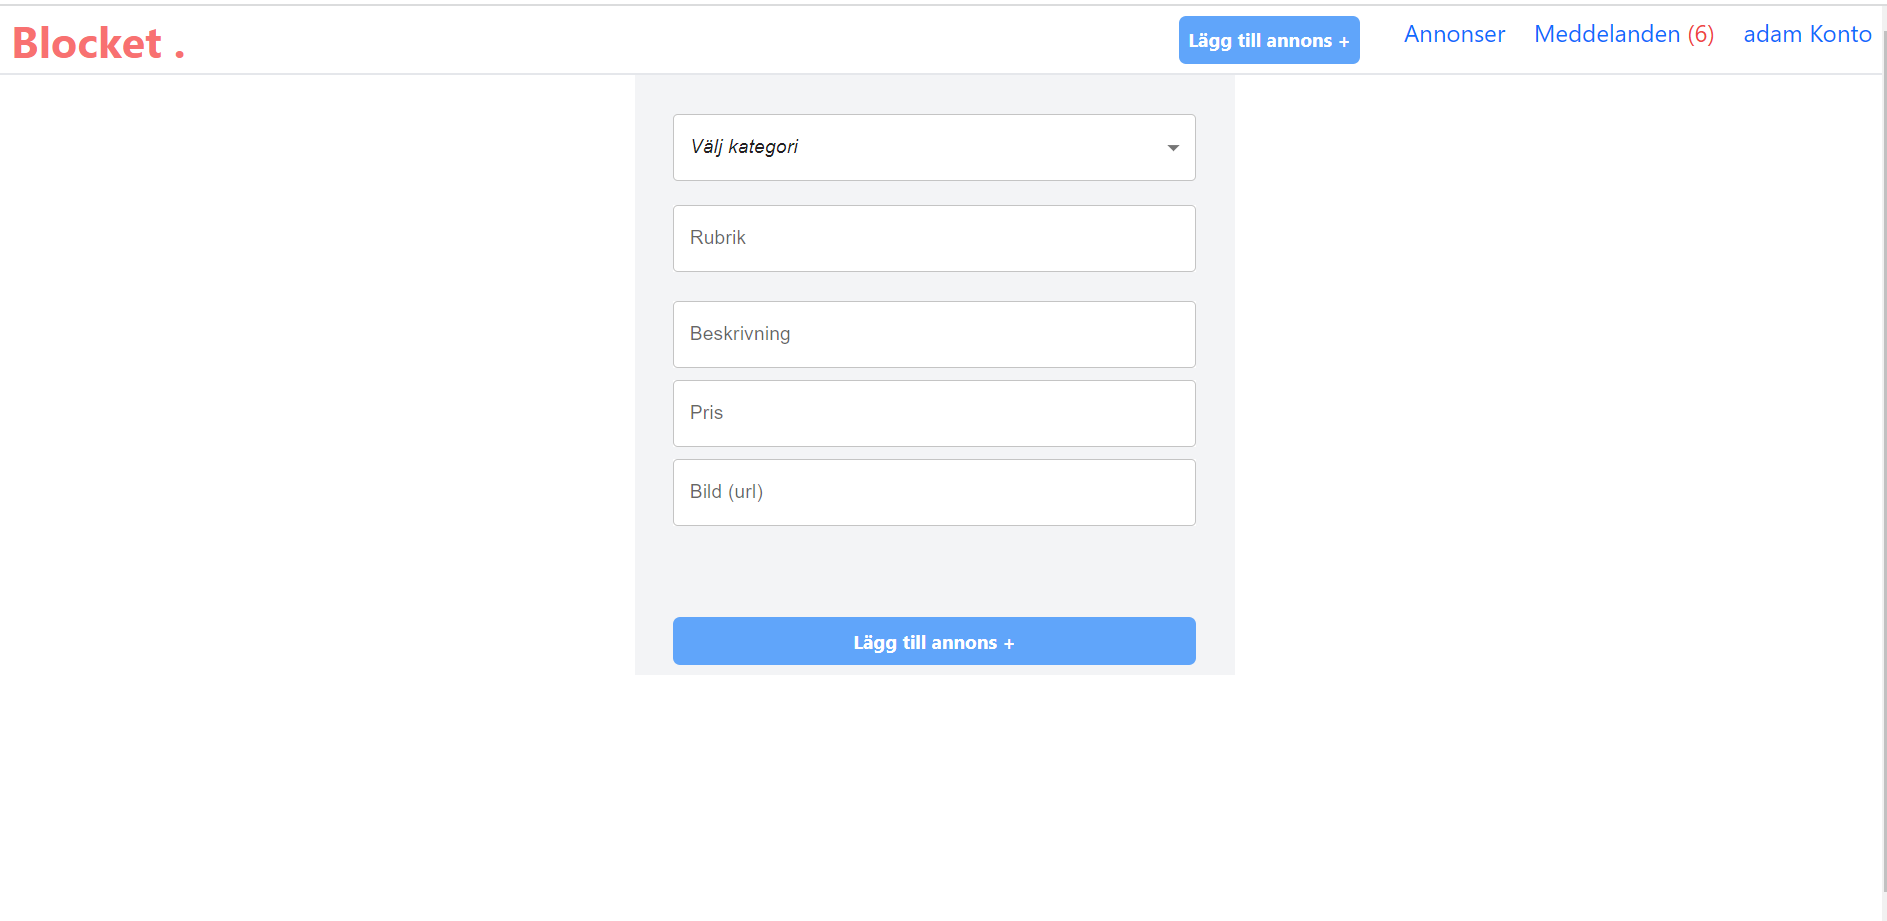 Blocket .
Lägg till annons +
Annonser
Meddelanden (6)
adam Konto
Välj kategori
Rubrik
Beskrivning
Pris
Bild (url)
Lägg till annons +